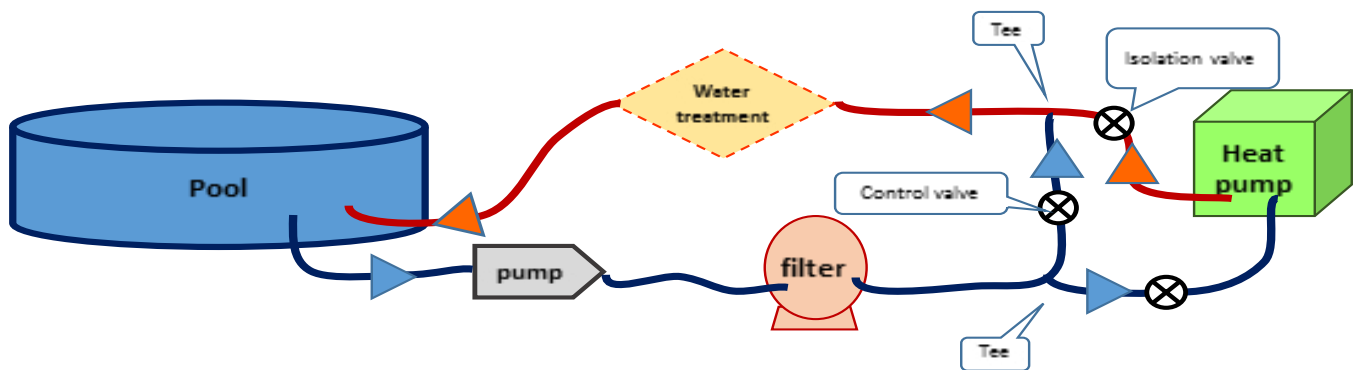 Tee
Isolation valve
Water
treatment
Heat
pump
Pool
Control valve
pump
filter
Tee